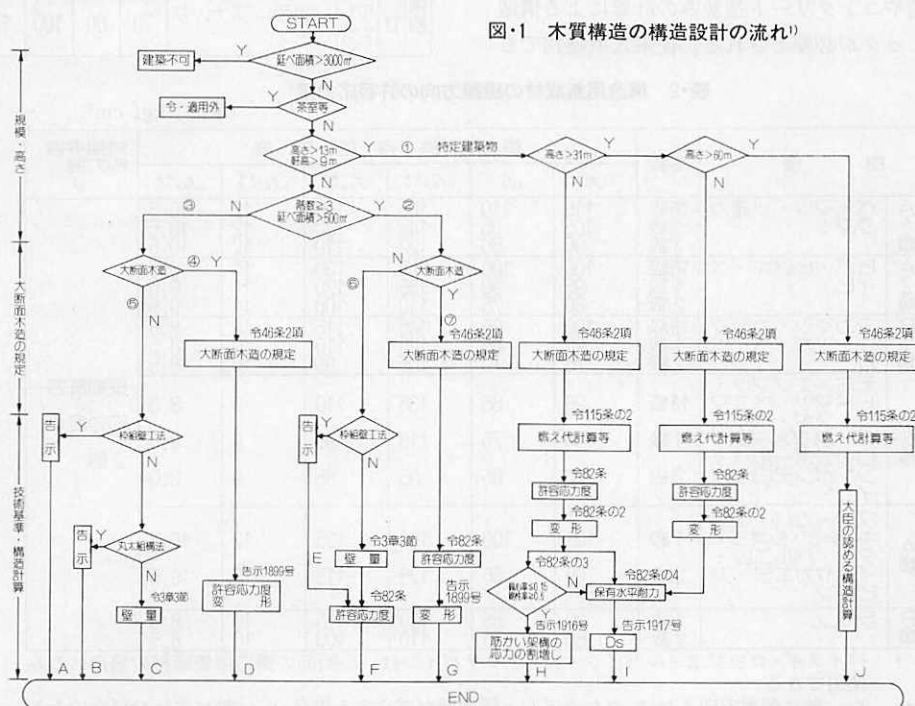 図・1 木質構造の構造設計の流れ¹⁾
START
延べ面積>3000㎡
Y
建築不可
N
茶室等
Y
令・適用外
N
高さ>13m
軒高>9m
① 特定建築物
高さ>31m
Y
高さ>60m
Y
N
N
N
階数≧3
延べ面積>500㎡
③
N
Y
②
規模・高さ
大断面木造
④
Y
⑤
N
大断面木造
N
⑥
Y
⑦
大断面木造の規定
令46条2項
大断面木造の規定
令46条2項
大断面木造の規定
令46条2項
大断面木造の規定
令46条2項
大断面木造の規定
令46条2項
大断面木造の規定
技術基準・構造計算
告示
Y
枠組壁工法
N
告示
Y
丸太組構法
N
令3章3節
壁量
告示1899号
許容応力度
変形
告示
Y
枠組壁工法
N
令3章3節
壁量
令82条
許容応力度
令82条
許容応力度
告示
1899号
変形
令115条の2
燃え代計算等
令82条
許容応力度
令82条の2
変形
令82条の3
偏心率≦0.15
剛性率≧0.6
N
Y
告示1916号
筋かい架構の
応力の割増し
令115条の2
燃え代計算等
令82条
許容応力度
令82条の2
変形
令82条の4
保有水平耐力
告示1917号
Ds
令115条の2
燃え代計算等
大臣の認める構造計算
A
B
C
D
E
F
G
H
I
J
END